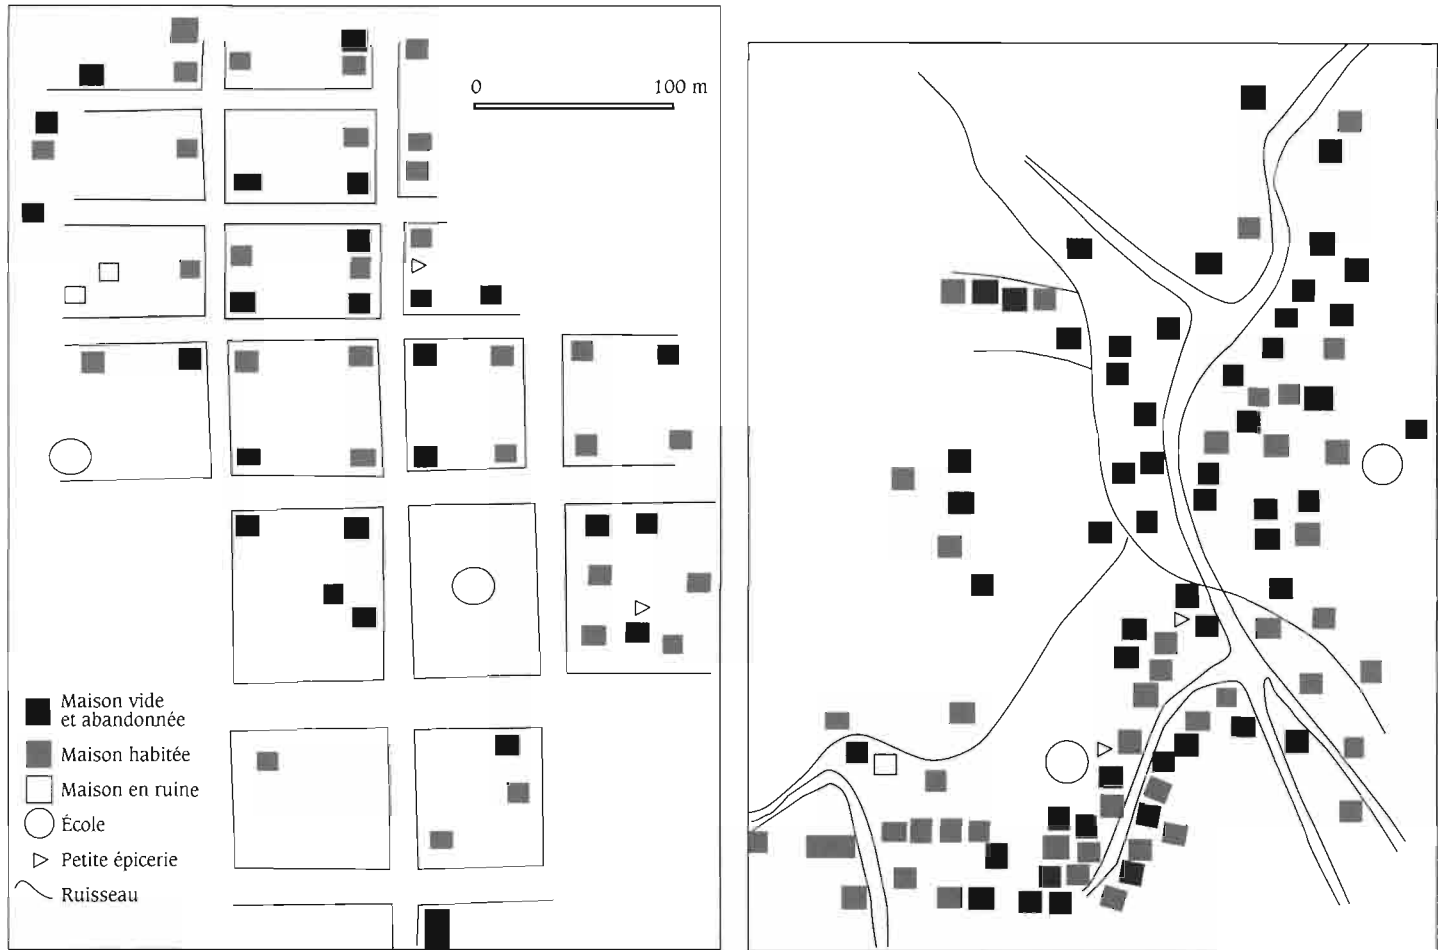 0 100 m
Maison vide
et abandonnée
Maison habitée
Maison en ruine
École
Petite épicerie
Ruisseau